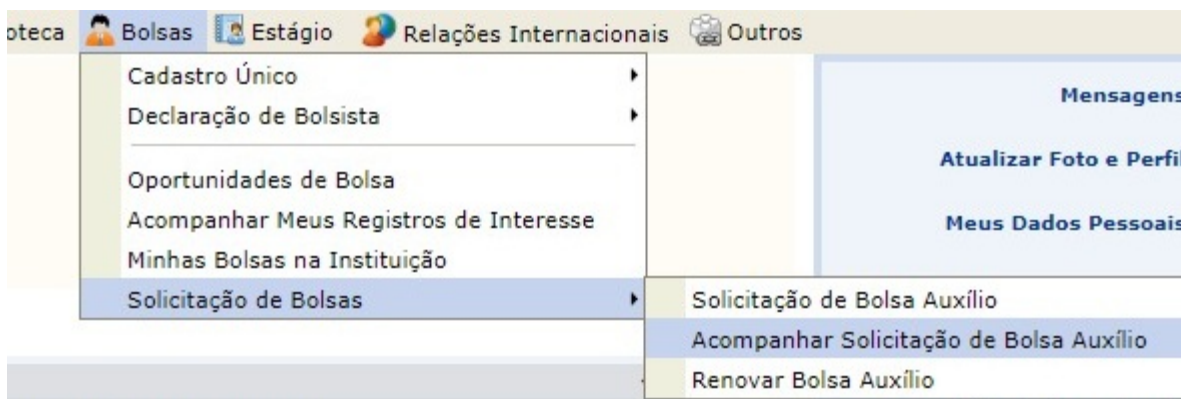 oteca Bolsas Estágio Relações Internacionais Outros
Cadastro Único
Declaração de Bolsista
Oportunidades de Bolsa
Acompanhar Meus Registros de Interesse
Minhas Bolsas na Instituição
Solicitação de Bolsas
Mensagens
Atualizar Foto e Perfil
Meus Dados Pessoais
Solicitação de Bolsa Auxílio
Acompanhar Solicitação de Bolsa Auxílio
Renovar Bolsa Auxílio